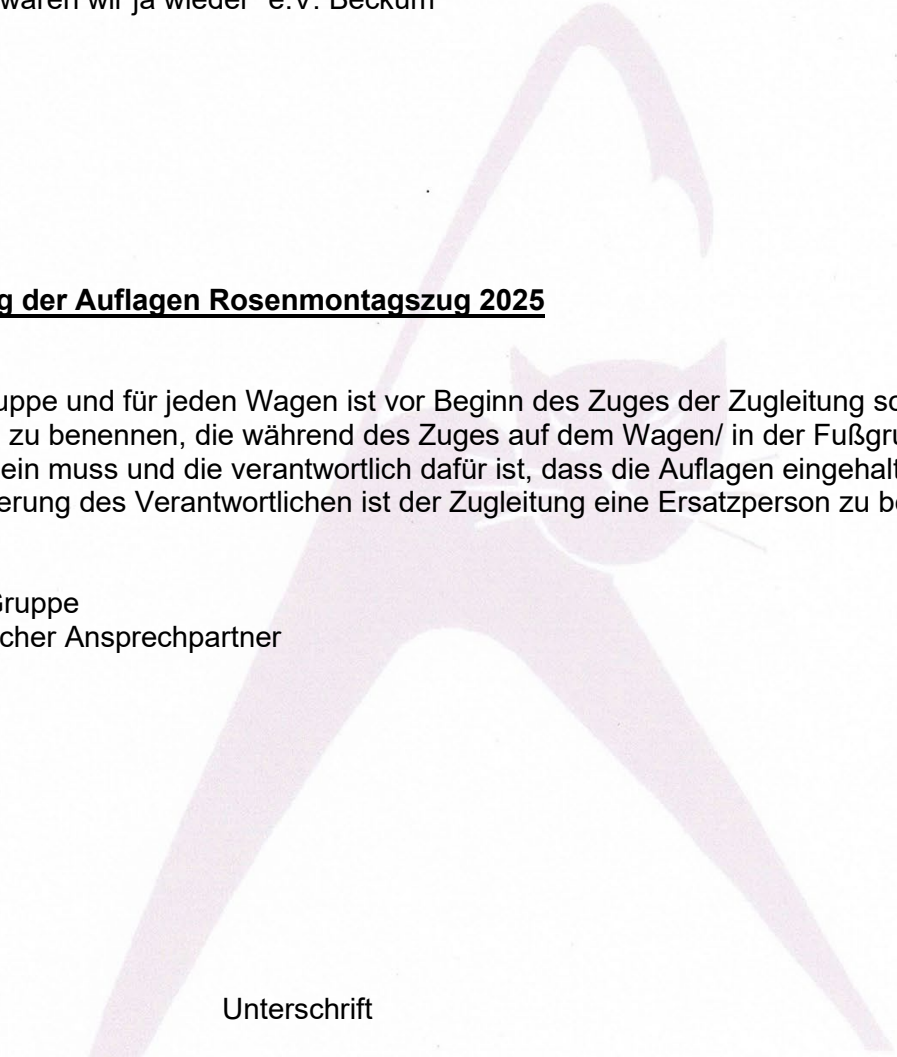 waren wir ja wieder" e.V. Beckum
g der Auflagen Rosenmontagszug 2025
uppe und für jeden Wagen ist vor Beginn des Zuges der Zugleitung sc
zu benennen, die während des Zuges auf dem Wagen/ in der Fußgru
ein muss und die verantwortlich dafür ist, dass die Auflagen eingehalt
erung des Verantwortlichen ist der Zugleitung eine Ersatzperson zu be
Gruppe
cher Ansprechpartner
Unterschrift